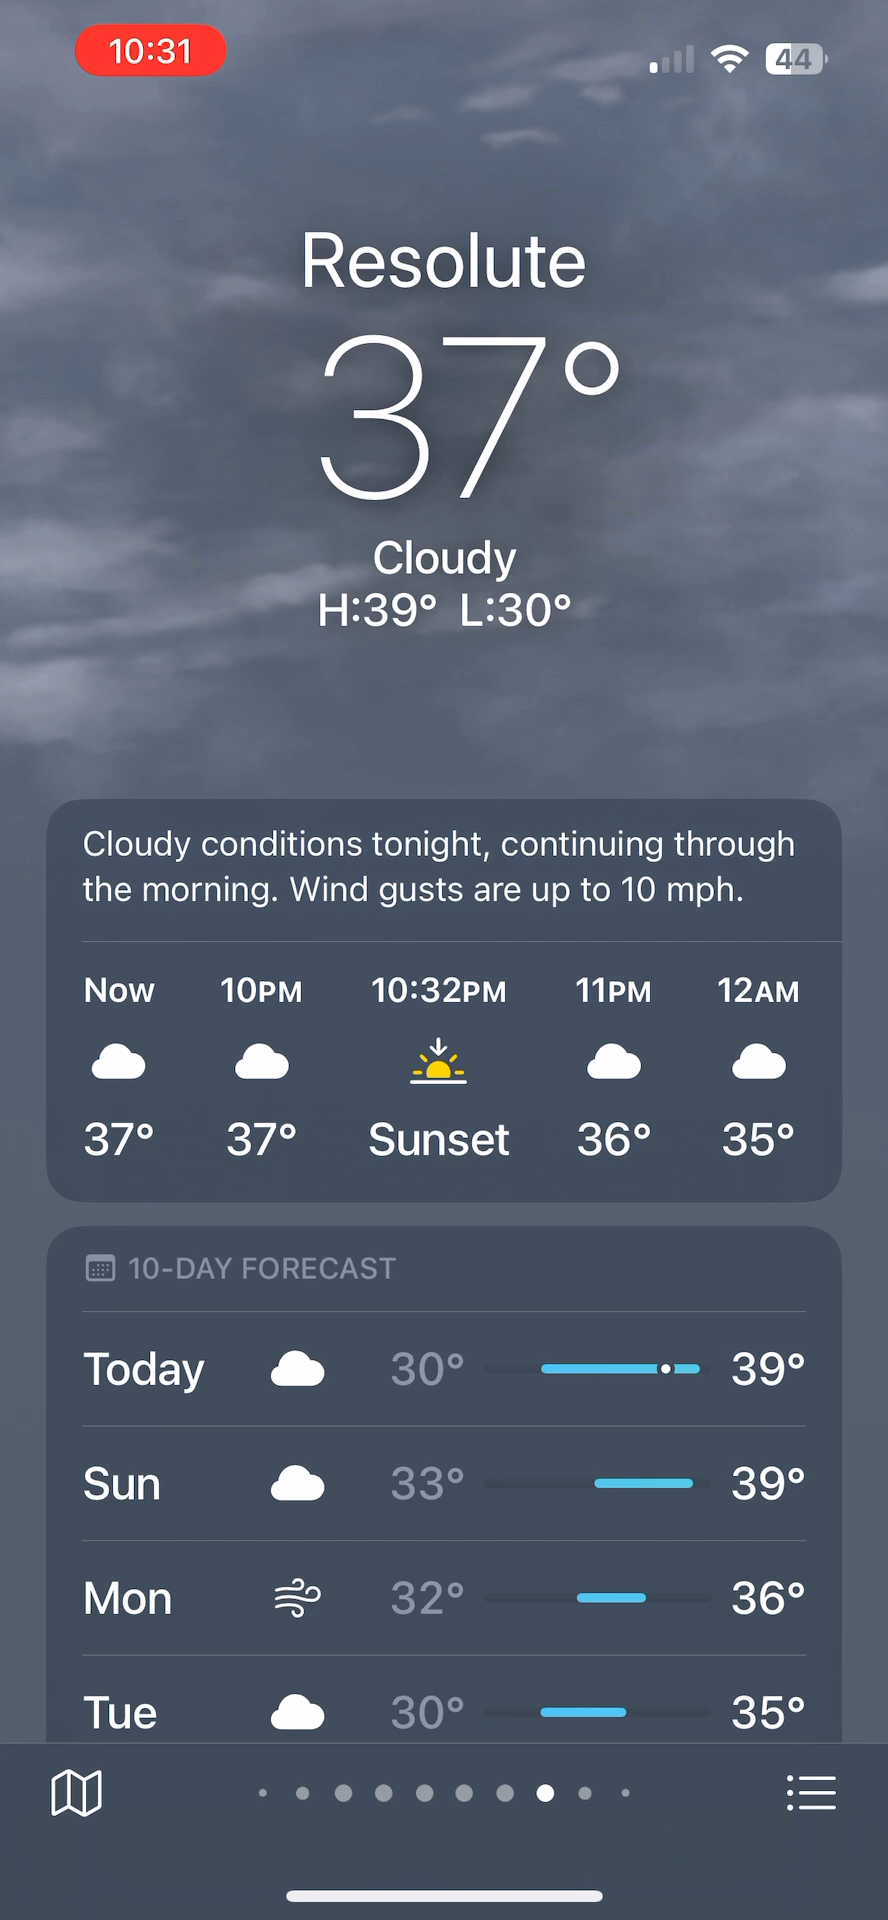 10:31
44
Resolute
37°
Cloudy
H:39° L:30°
Cloudy conditions tonight, continuing through
the morning. Wind gusts are up to 10 mph.
Now 10PM 10:32PM 11PM 12AM
37° 37° Sunset 36° 35°
10-DAY FORECAST
Today 30° 39°
Sun 33° 39°
Mon 32° 36°
Tue 30° 35°